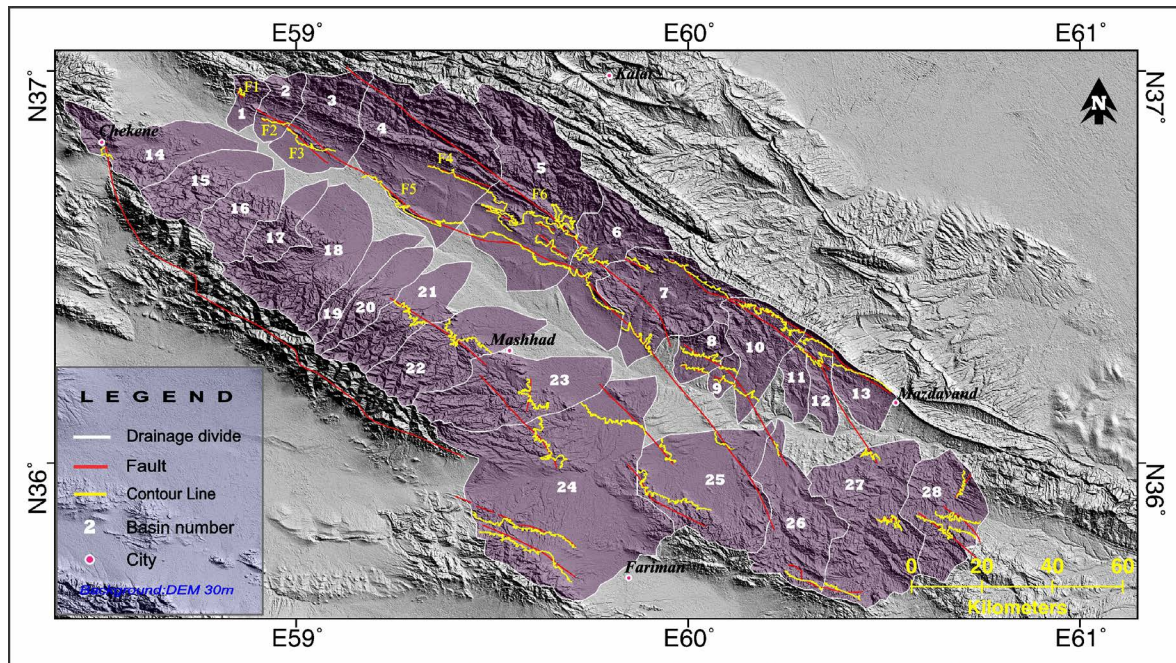 E59° E60° E61°
N37° N37°
Kalat
F1 2 3
1
Chekene
F2 4
14 F3 F4 5
15
16 F5 F6
17 18 6
7
21
19 20 8 10
Mashhad
22 23 9 11 12 13
Mazdavand
N36° N36°
24 25 27 28
26
Fariman
LEGEND
Drainage divide
Fault
Contour Line
2 Basin number
City
Background:DEM 30m
0 20 40 60
Kilometers
E59° E60° E61°
N